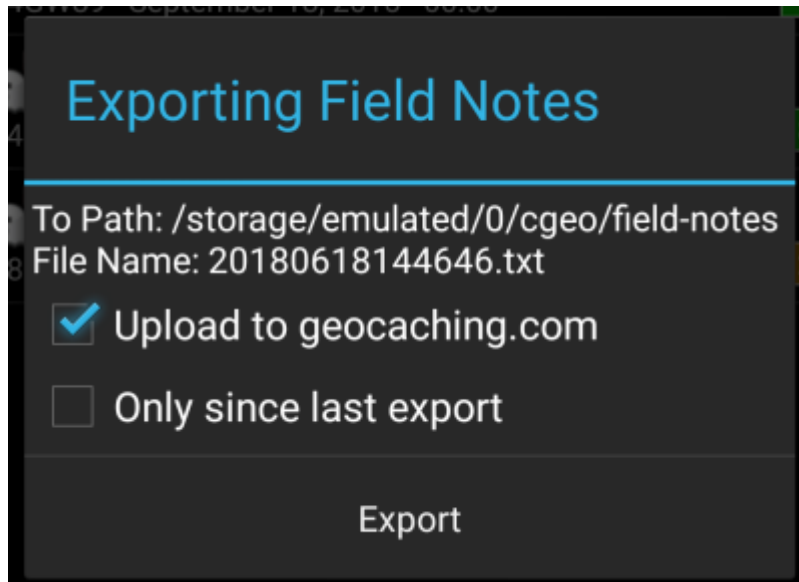 Exporting Field Notes
To Path: /storage/emulated/0/cgeo/field-notes
File Name: 20180618144646.txt
Upload to geocaching.com
Only since last export
Export